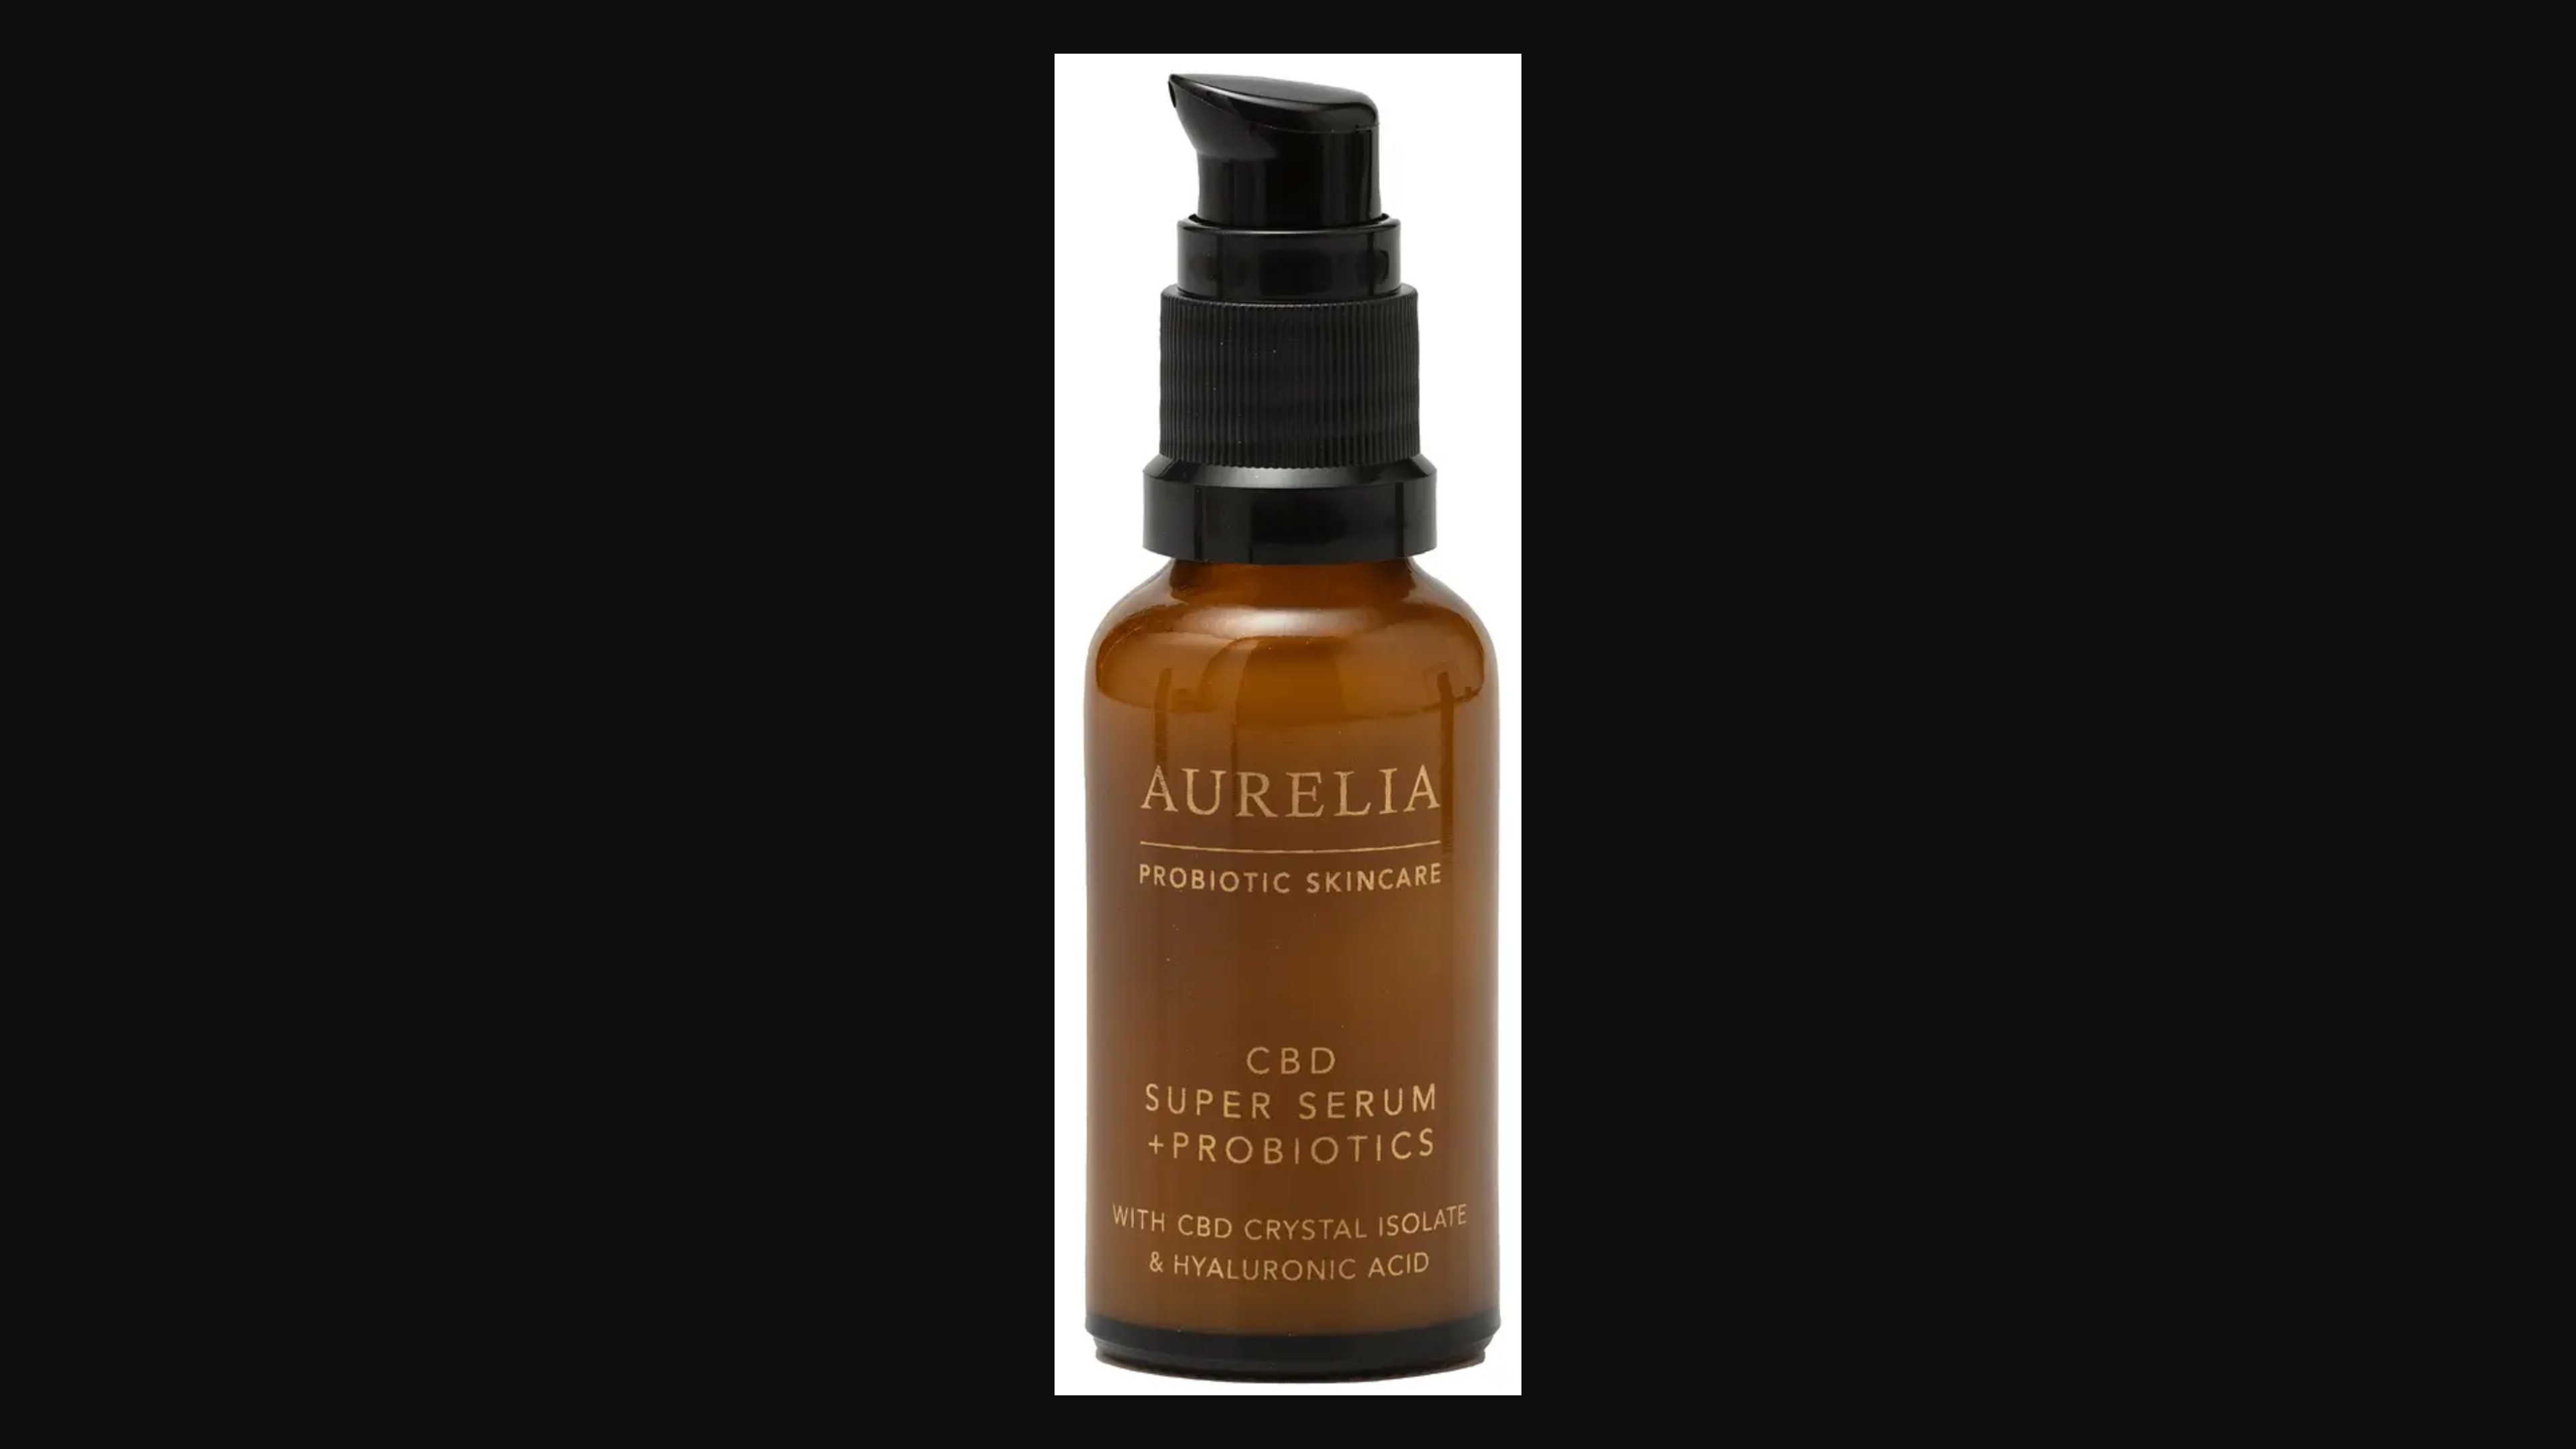 AURELIA
PROBIOTIC SKINCARE
CBD
SUPER SERUM
+PROBIOTICS
WITH CBD CRYSTAL ISOLATE
& HYALURONIC ACID